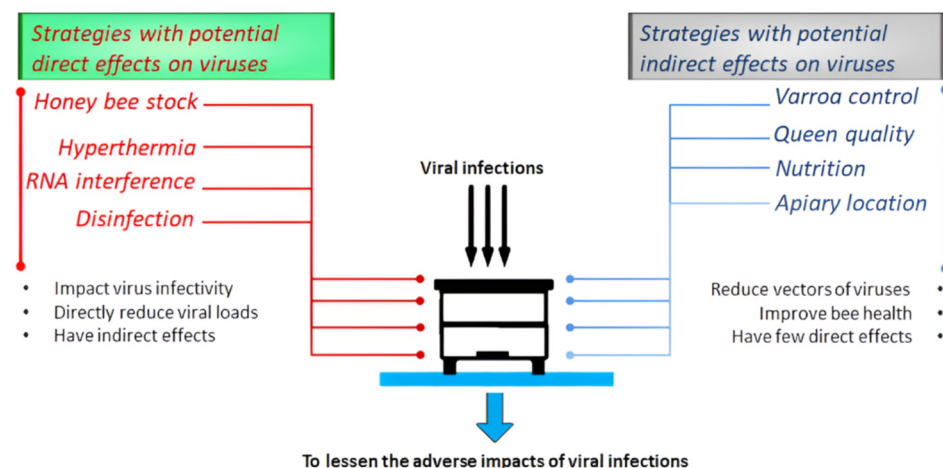 Strategies with potential
direct effects on viruses
Honey bee stock
Hyperthermia
RNA interference
Disinfection
• Impact virus infectivity
• Directly reduce viral loads
• Have indirect effects
Viral infections
To lessen the adverse impacts of viral infections
Strategies with potential
indirect effects on viruses
Varroa control
Queen quality
Nutrition
Apiary location
Reduce vectors of viruses •
Improve bee health •
Have few direct effects •